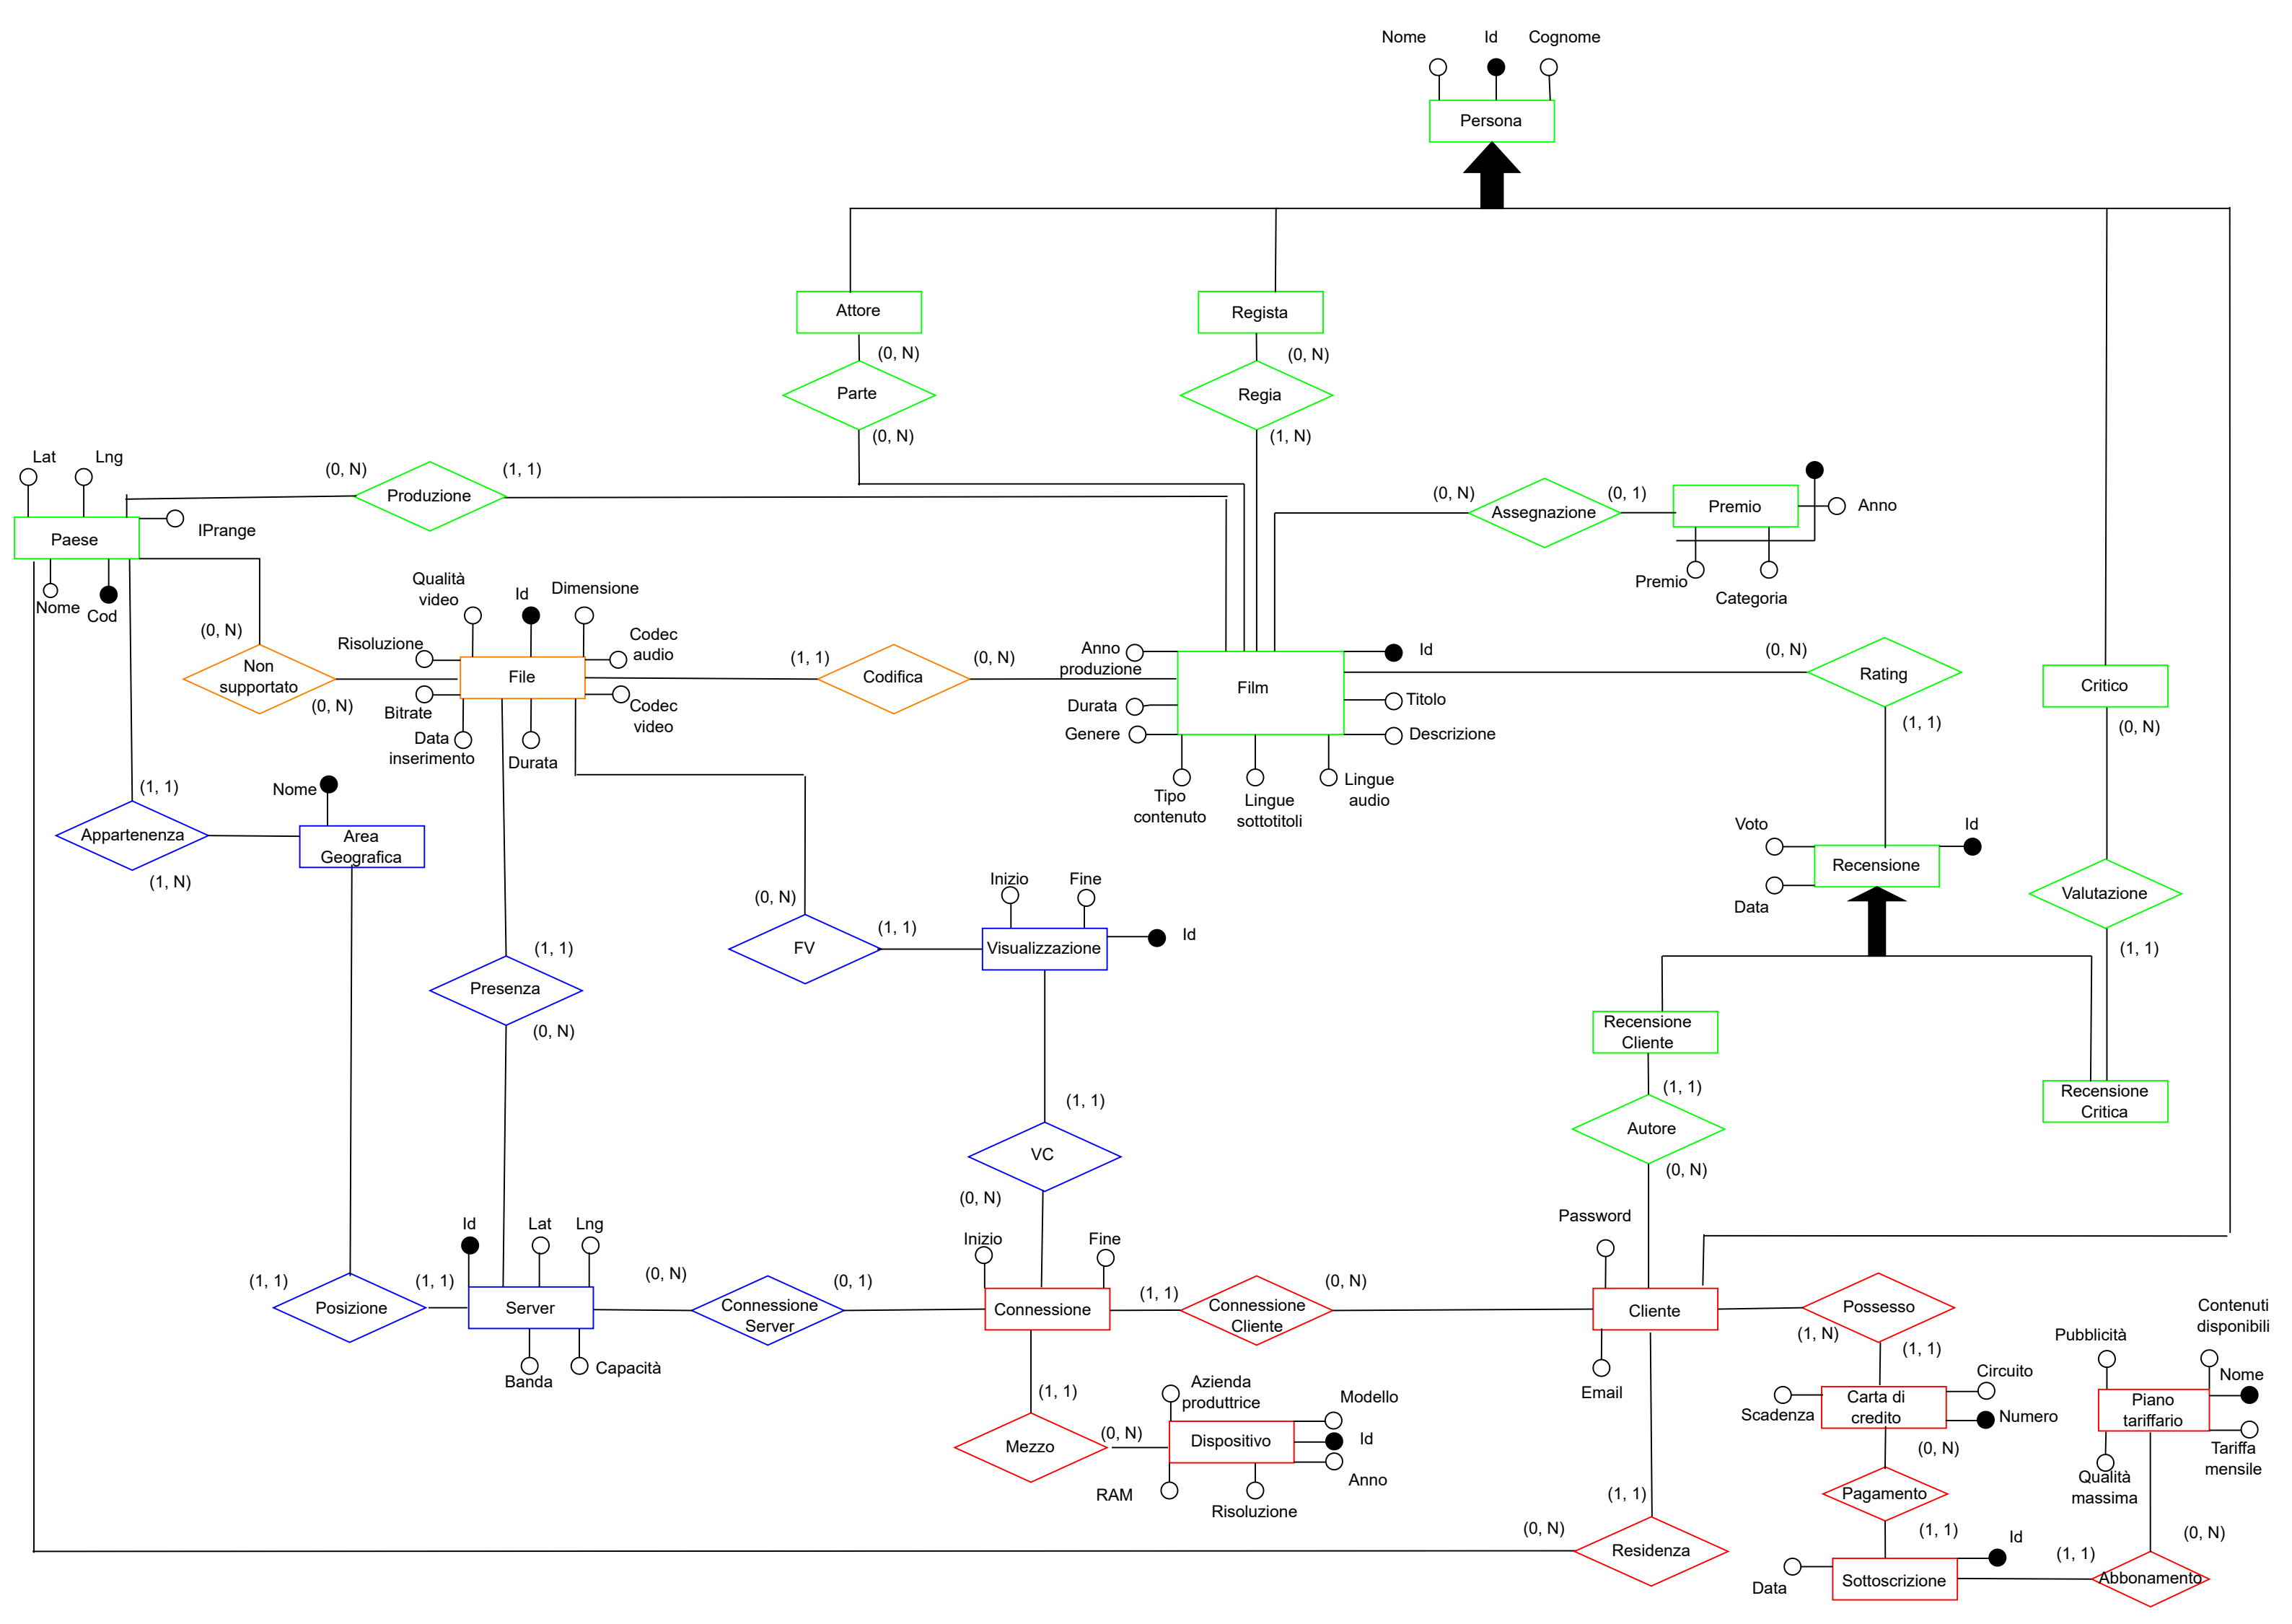 Nome
Id
Cognome
Persona
Attore
Regista
(0, N)
(0, N)
Parte
Regia
(0, N)
(1, N)
Lat
Lng
(0, N)
(1, 1)
Produzione
(0, N)
(0, 1)
Assegnazione
Premio
Anno
IPrange
Paese
Nome
Cod
Premio
Categoria
Qualità
video
Id
Dimensione
(0, N)
Risoluzione
Codec
audio
Non
supportato
File
(1, 1)
Codifica
(0, N)
Anno
produzione
Id
(0, N)
Rating
Critico
Film
(0, N)
Bitrate
Codec
video
Durata
Titolo
(1, 1)
(0, N)
Data
inserimento
Durata
Genere
Descrizione
(1, 1)
Nome
Tipo
contenuto
Lingue
sottotitoli
Lingue
audio
Appartenenza
Area
Geografica
Voto
Id
Recensione
(1, N)
(0, N)
Inizio
Fine
Data
Valutazione
(1, 1)
(1, 1)
Id
FV
Visualizzazione
(1, 1)
Presenza
(0, N)
Recensione
Cliente
(1, 1)
(1, 1)
Recensione
Critica
Autore
VC
(0, N)
(0, N)
Password
Id
Lat
Lng
Inizio
Fine
(1, 1)
(1, 1)
(0, N)
(0, 1)
(1, 1)
(0, N)
Posizione
Server
Connessione
Server
Connessione
Connessione
Cliente
Cliente
Possesso
Contenuti
disponibili
(1, N)
(1, 1)
Pubblicità
Banda
Capacità
Email
Circuito
Nome
(1, 1)
Azienda
produttrice
Modello
Scadenza
Carta di
credito
Numero
Piano
tariffario
Mezzo
(0, N)
Dispositivo
Id
(0, N)
Tariffa
mensile
Anno
RAM
Risoluzione
Qualità
massima
(1, 1)
Pagamento
(0, N)
(1, 1)
Id
(0, N)
Residenza
(1, 1)
Data
Sottoscrizione
Abbonamento